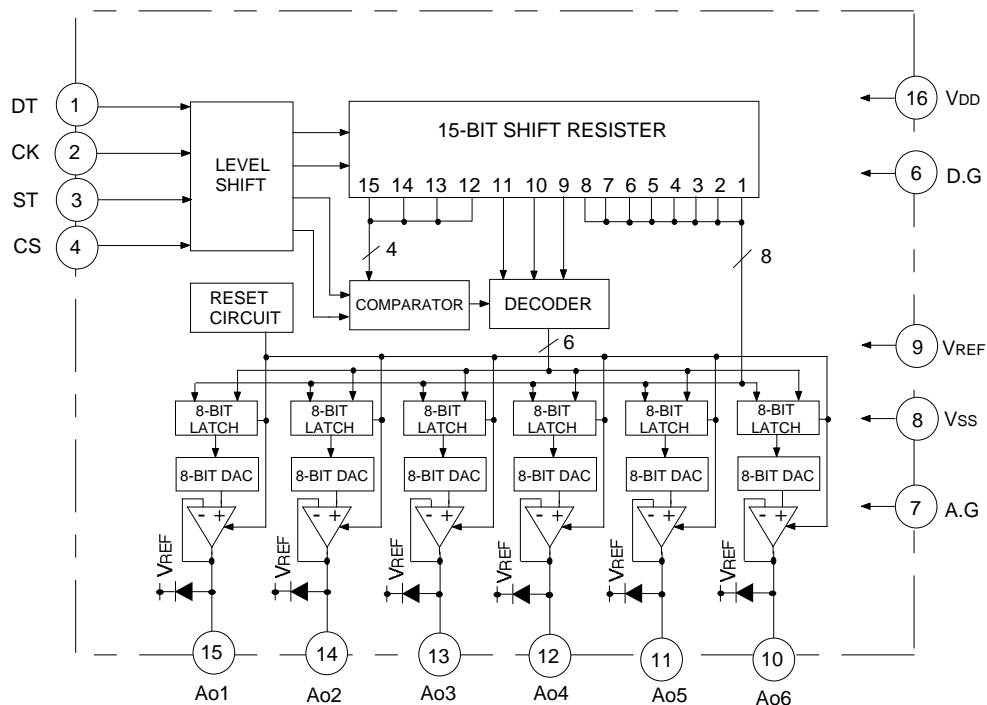 DT 1
CK 2
ST 3
CS 4
LEVEL
SHIFT
15-BIT SHIFT RESISTER
15 14 13 12 11 10 9 8 7 6 5 4 3 2 1
4
8
RESET
CIRCUIT
COMPARATOR
DECODER
6
16 VDD
6 D.G
9 VREF
8 VSS
7 A.G
8-BIT
LATCH
8-BIT
LATCH
8-BIT
LATCH
8-BIT
LATCH
8-BIT
LATCH
8-BIT
LATCH
8-BIT DAC
8-BIT DAC
8-BIT DAC
8-BIT DAC
8-BIT DAC
8-BIT DAC
- +
- +
- +
- +
- +
- +
VREF
VREF
VREF
VREF
VREF
VREF
15
14
13
12
11
10
Ao1
Ao2
Ao3
Ao4
Ao5
Ao6